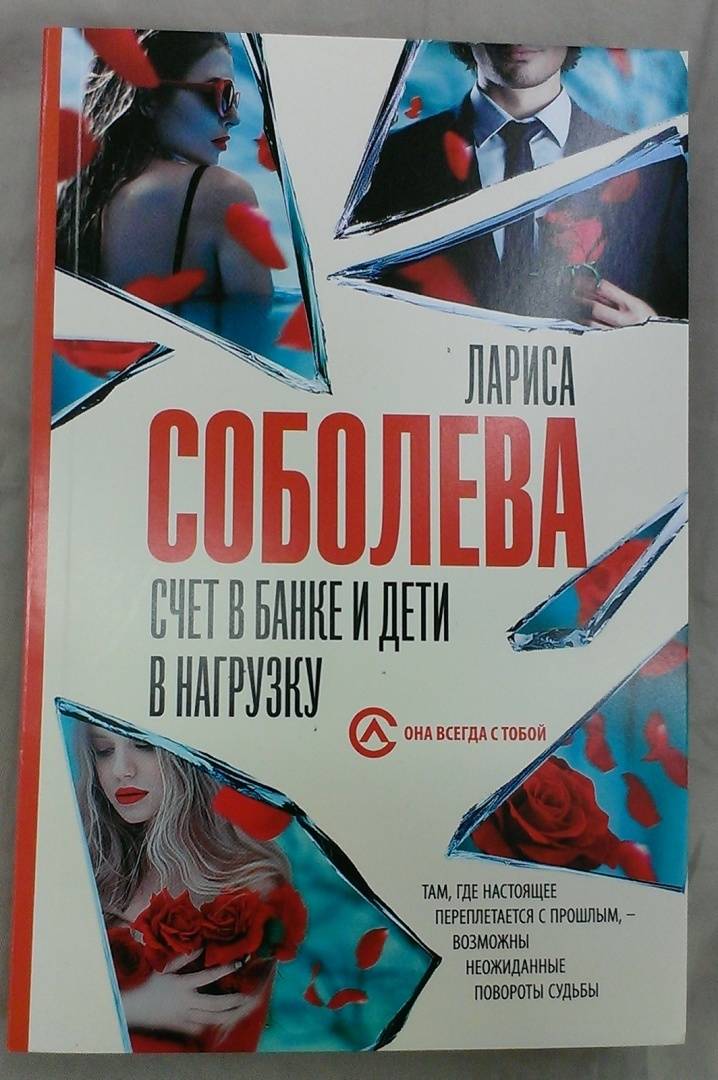 ЛАРИСА
СОБОЛЕВА
СЧЕТ В БАНКЕ И ДЕТИ
В НАГРУЗКУ
ОНА ВСЕГДА С ТОБОЙ
ТАМ, ГДЕ НАСТОЯЩЕЕ
ПЕРЕПЛЕТАЕТСЯ С ПРОШЛЫМ, –
ВОЗМОЖНЫ
НЕОЖИДАННЫЕ
ПОВОРОТЫ СУДЬБЫ